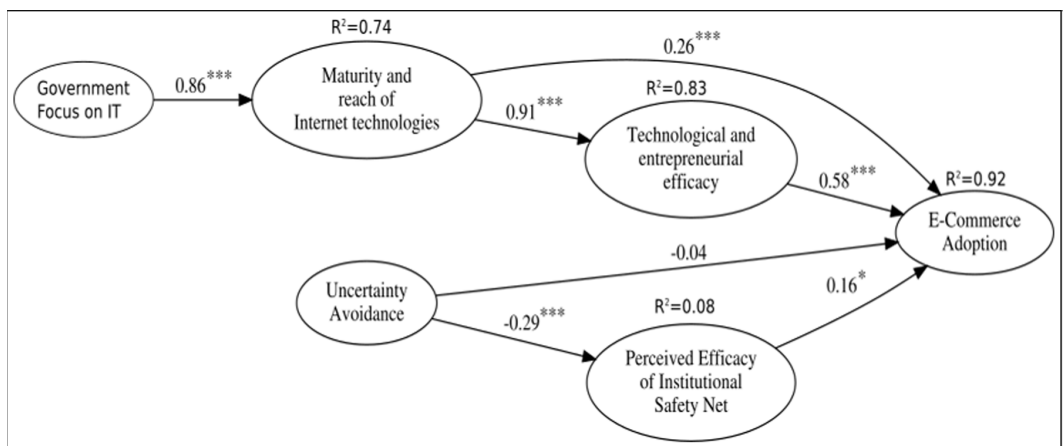 R²=0.74
Government
Focus on IT
0.86***
Maturity and
reach of
Internet technologies
0.26***
0.91***
R²=0.83
Technological and
entrepreneurial
efficacy
0.58***
R²=0.92
E-Commerce
Adoption
Uncertainty
Avoidance
-0.04
-0.29***
0.16*
R²=0.08
Perceived Efficacy
of Institutional
Safety Net